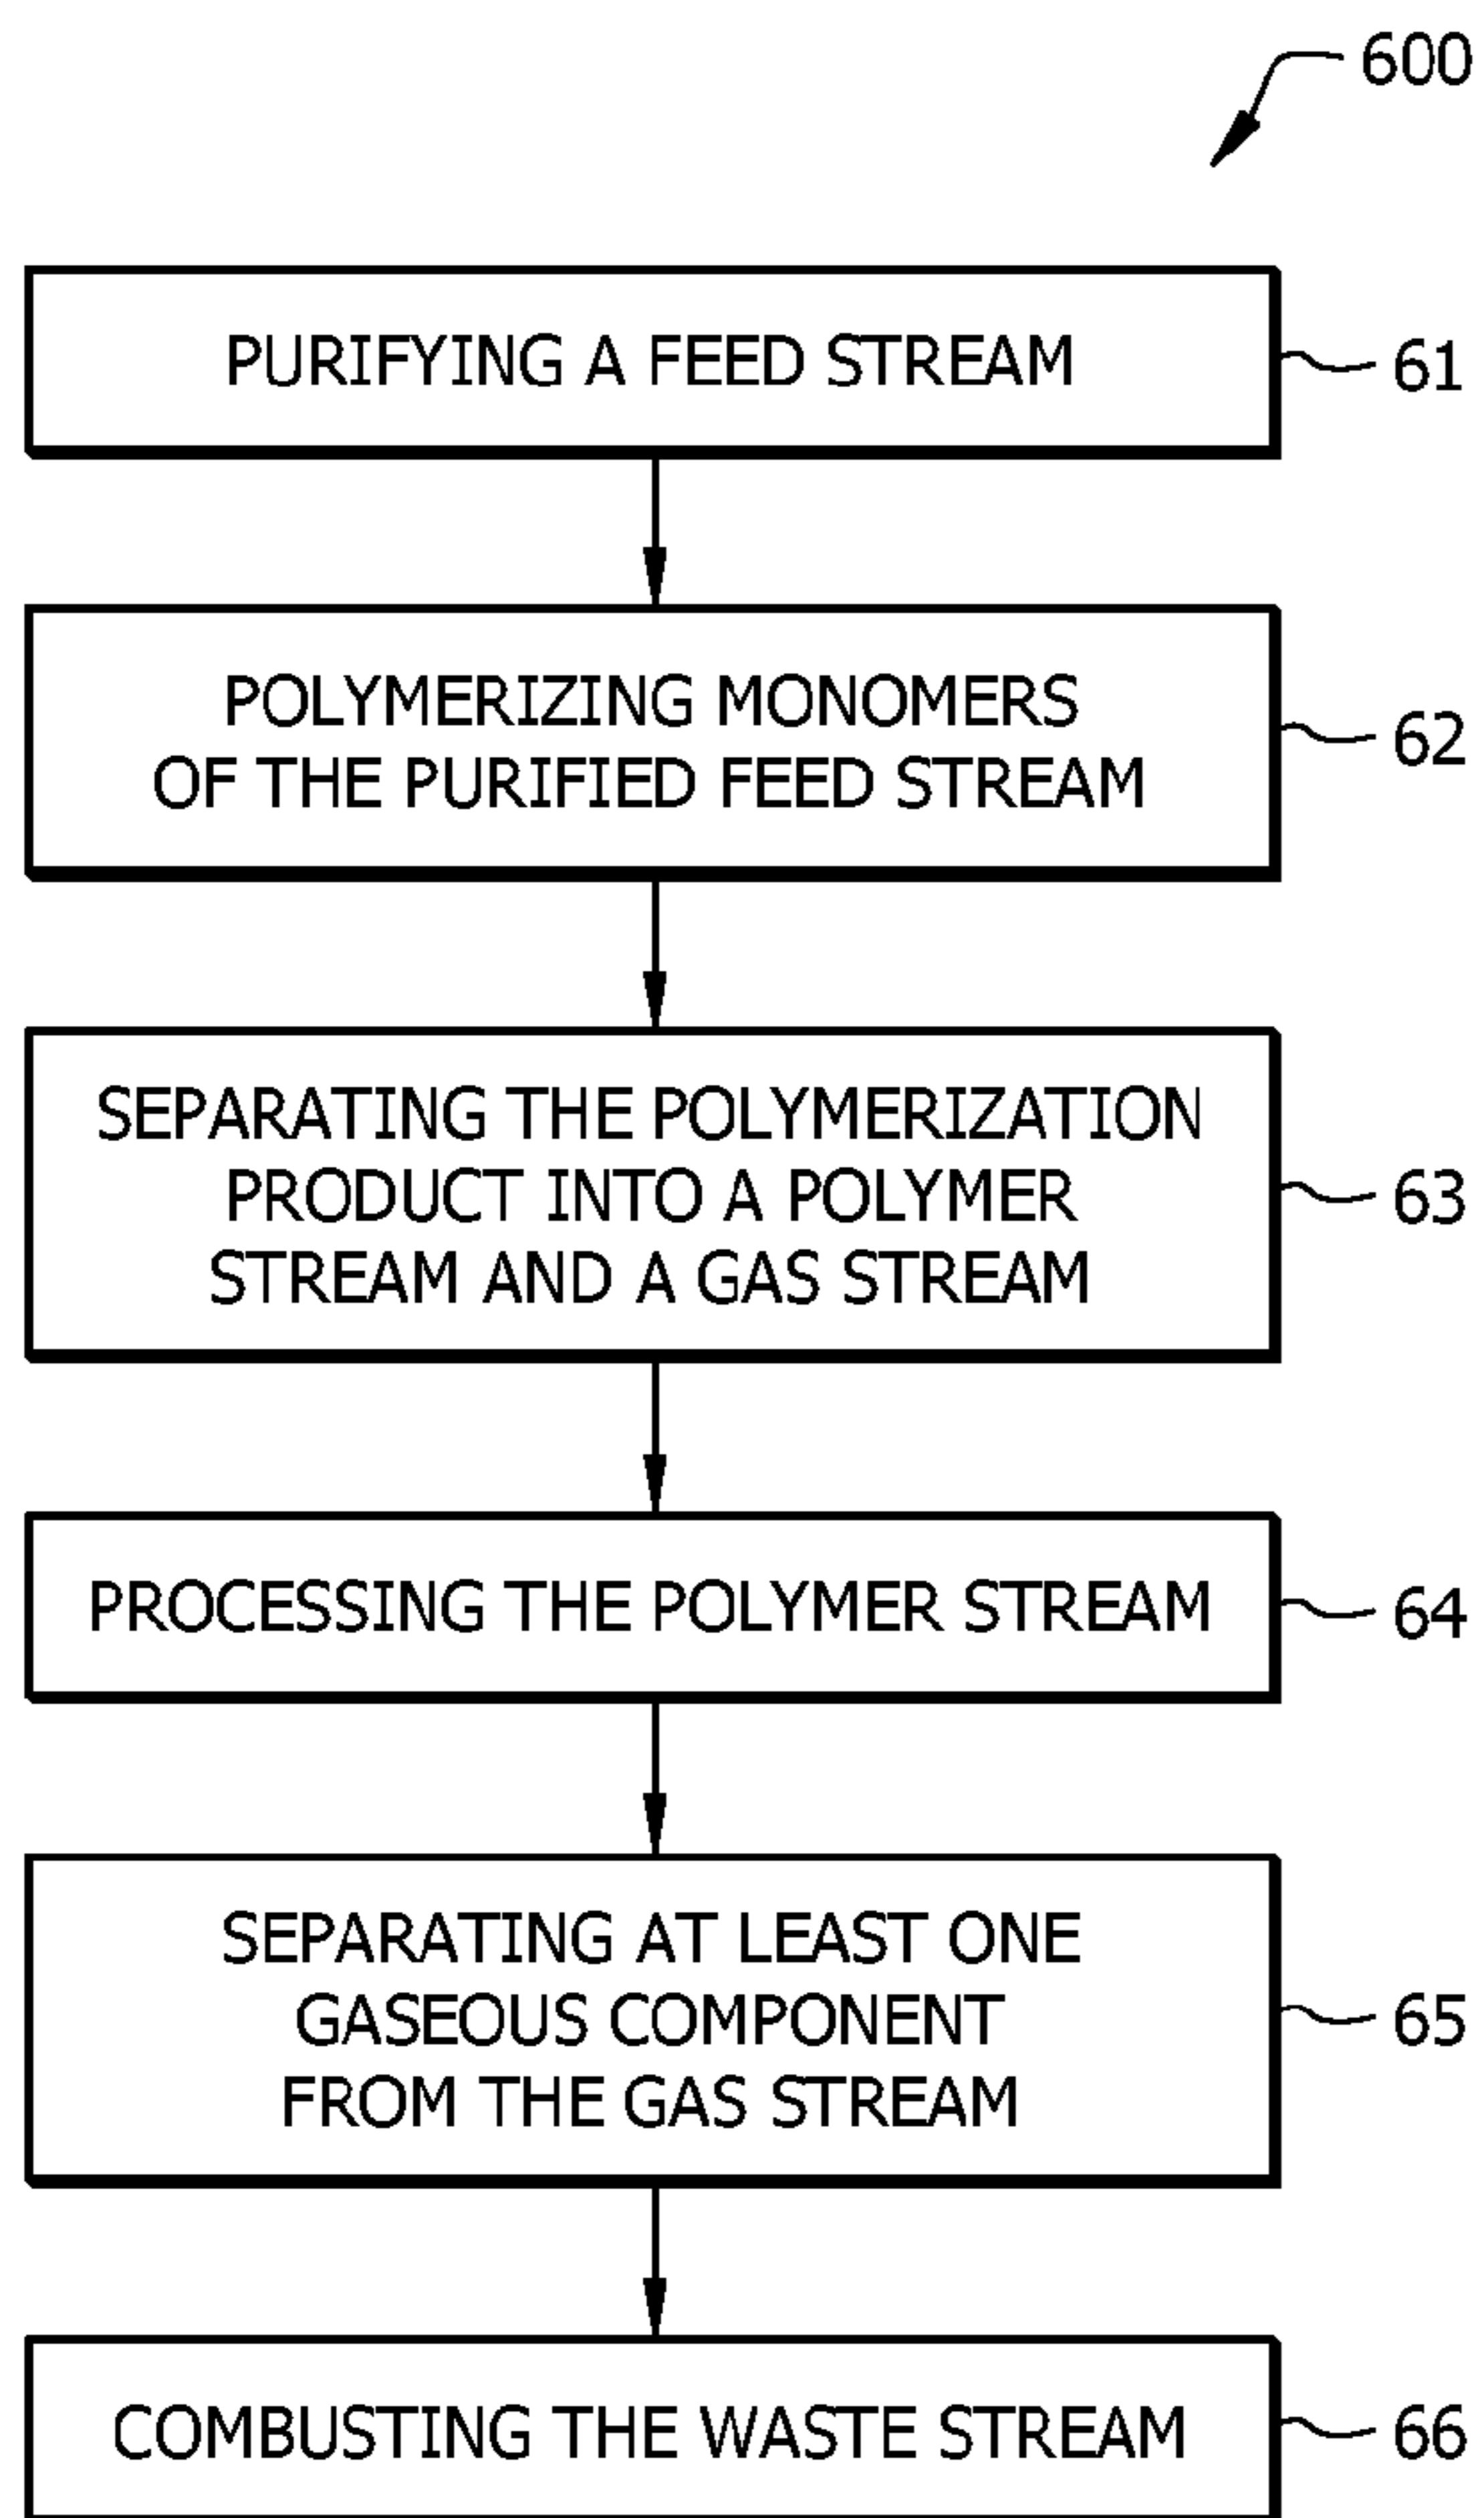 600
PURIFYING A FEED STREAM
61
POLYMERIZING MONOMERS
OF THE PURIFIED FEED STREAM
62
SEPARATING THE POLYMERIZATION
PRODUCT INTO A POLYMER
STREAM AND A GAS STREAM
63
PROCESSING THE POLYMER STREAM
64
SEPARATING AT LEAST ONE
GASEOUS COMPONENT
FROM THE GAS STREAM
65
COMBUSTING THE WASTE STREAM
66